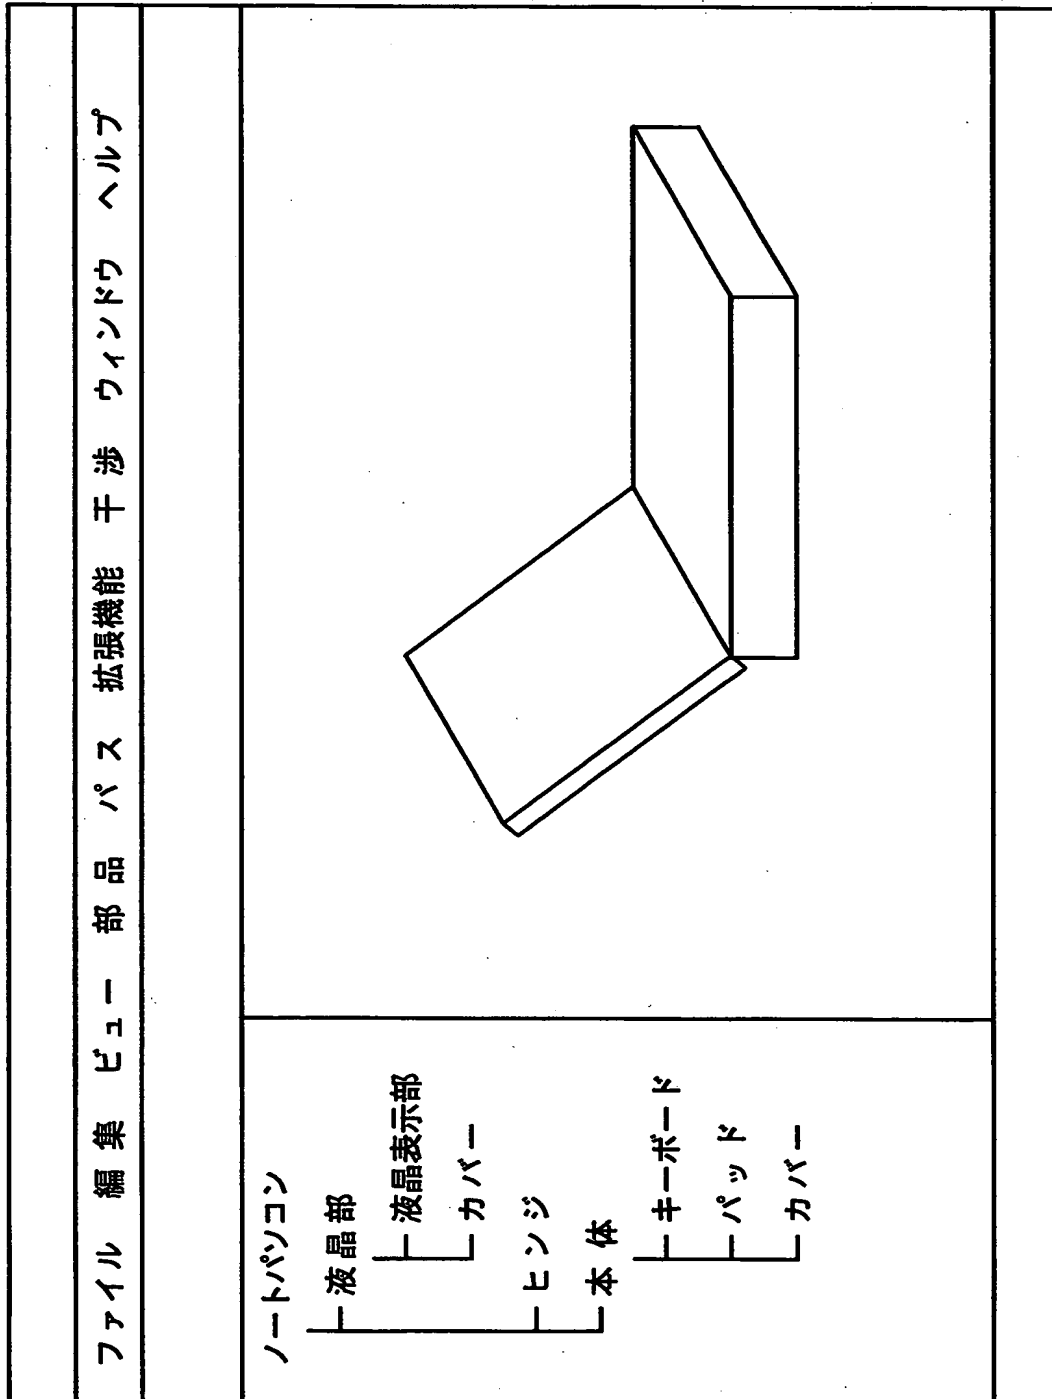 ファイル 編集 ビュー 部品 パス 拡張機能 干渉 ウィンドウ ヘルプ
ノートパソコン
液晶部
液晶表示部
カバー
ヒンジ
本体
キーボード
パッド
カバー